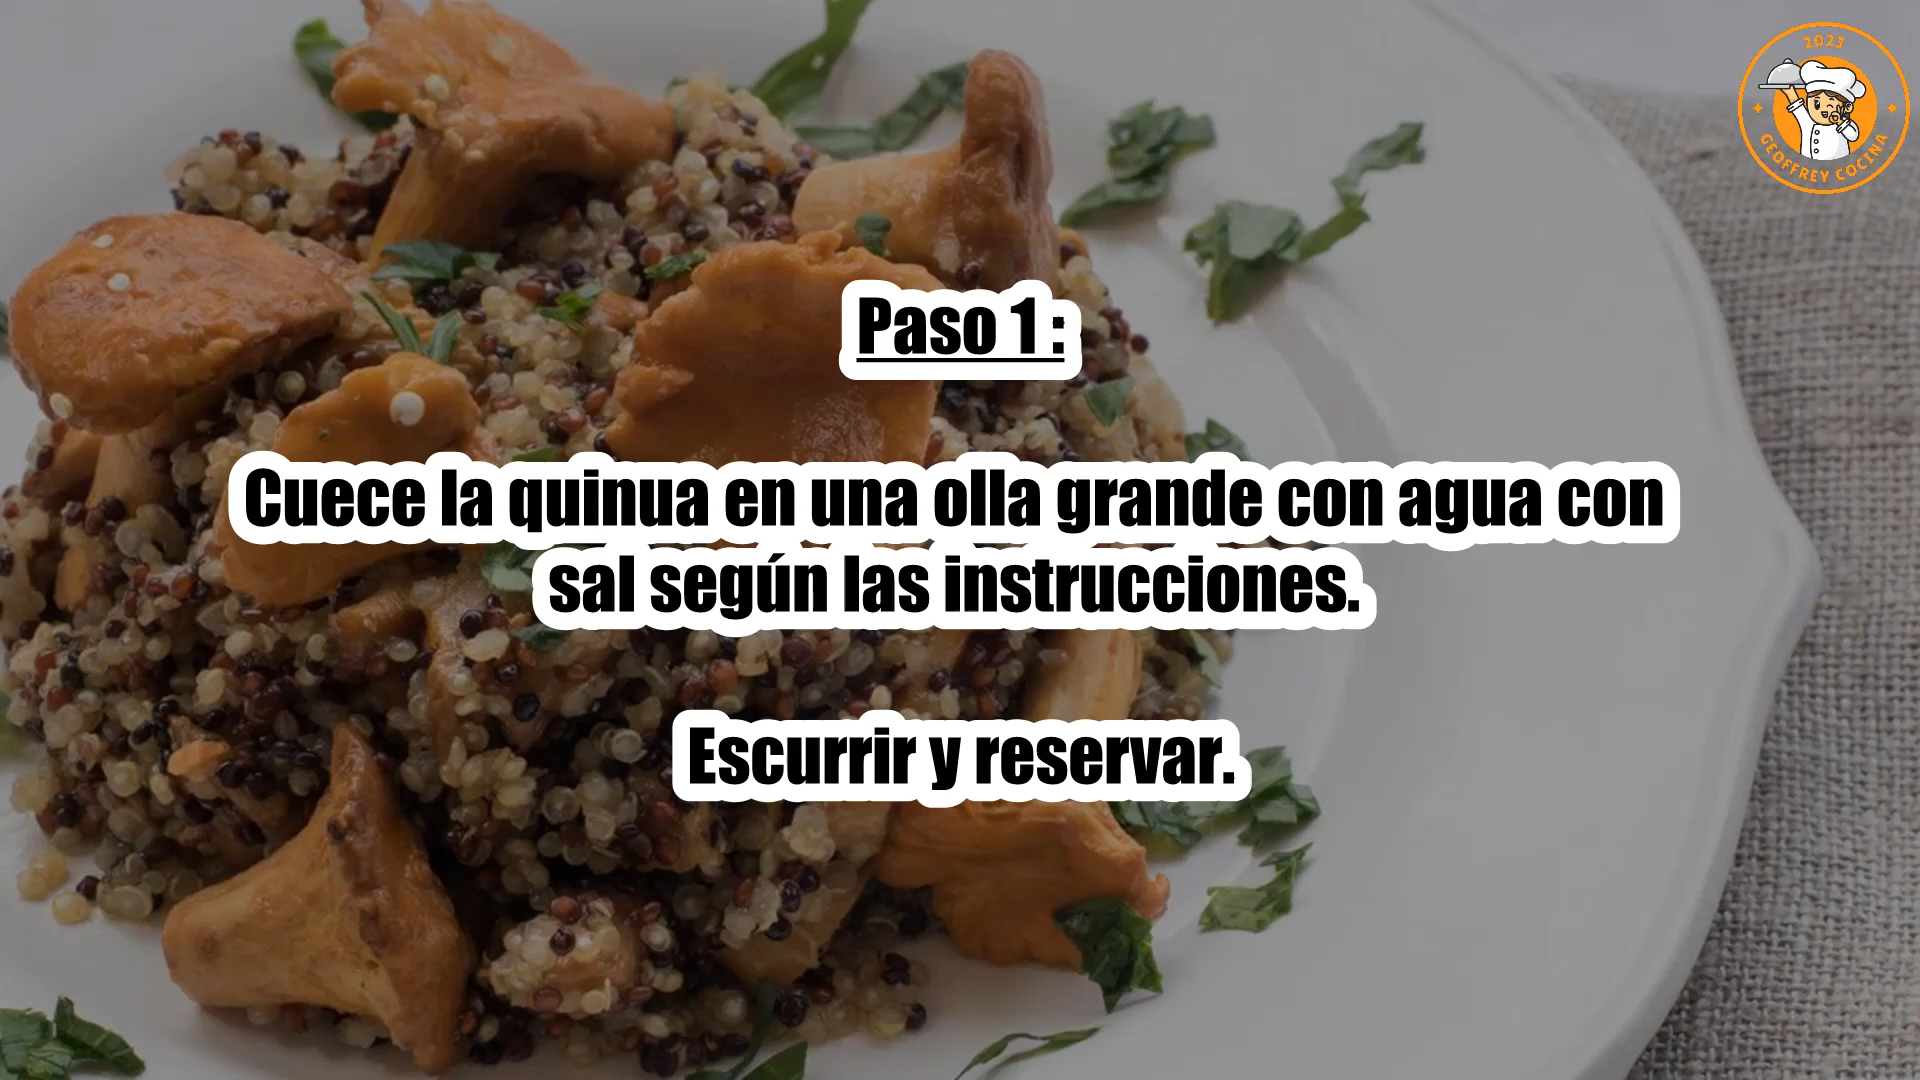 2023
GEOFFREY COCINA
Paso 1 :
Cuece la quinua en una olla grande con agua con
sal según las instrucciones.
Escurrir y reservar.